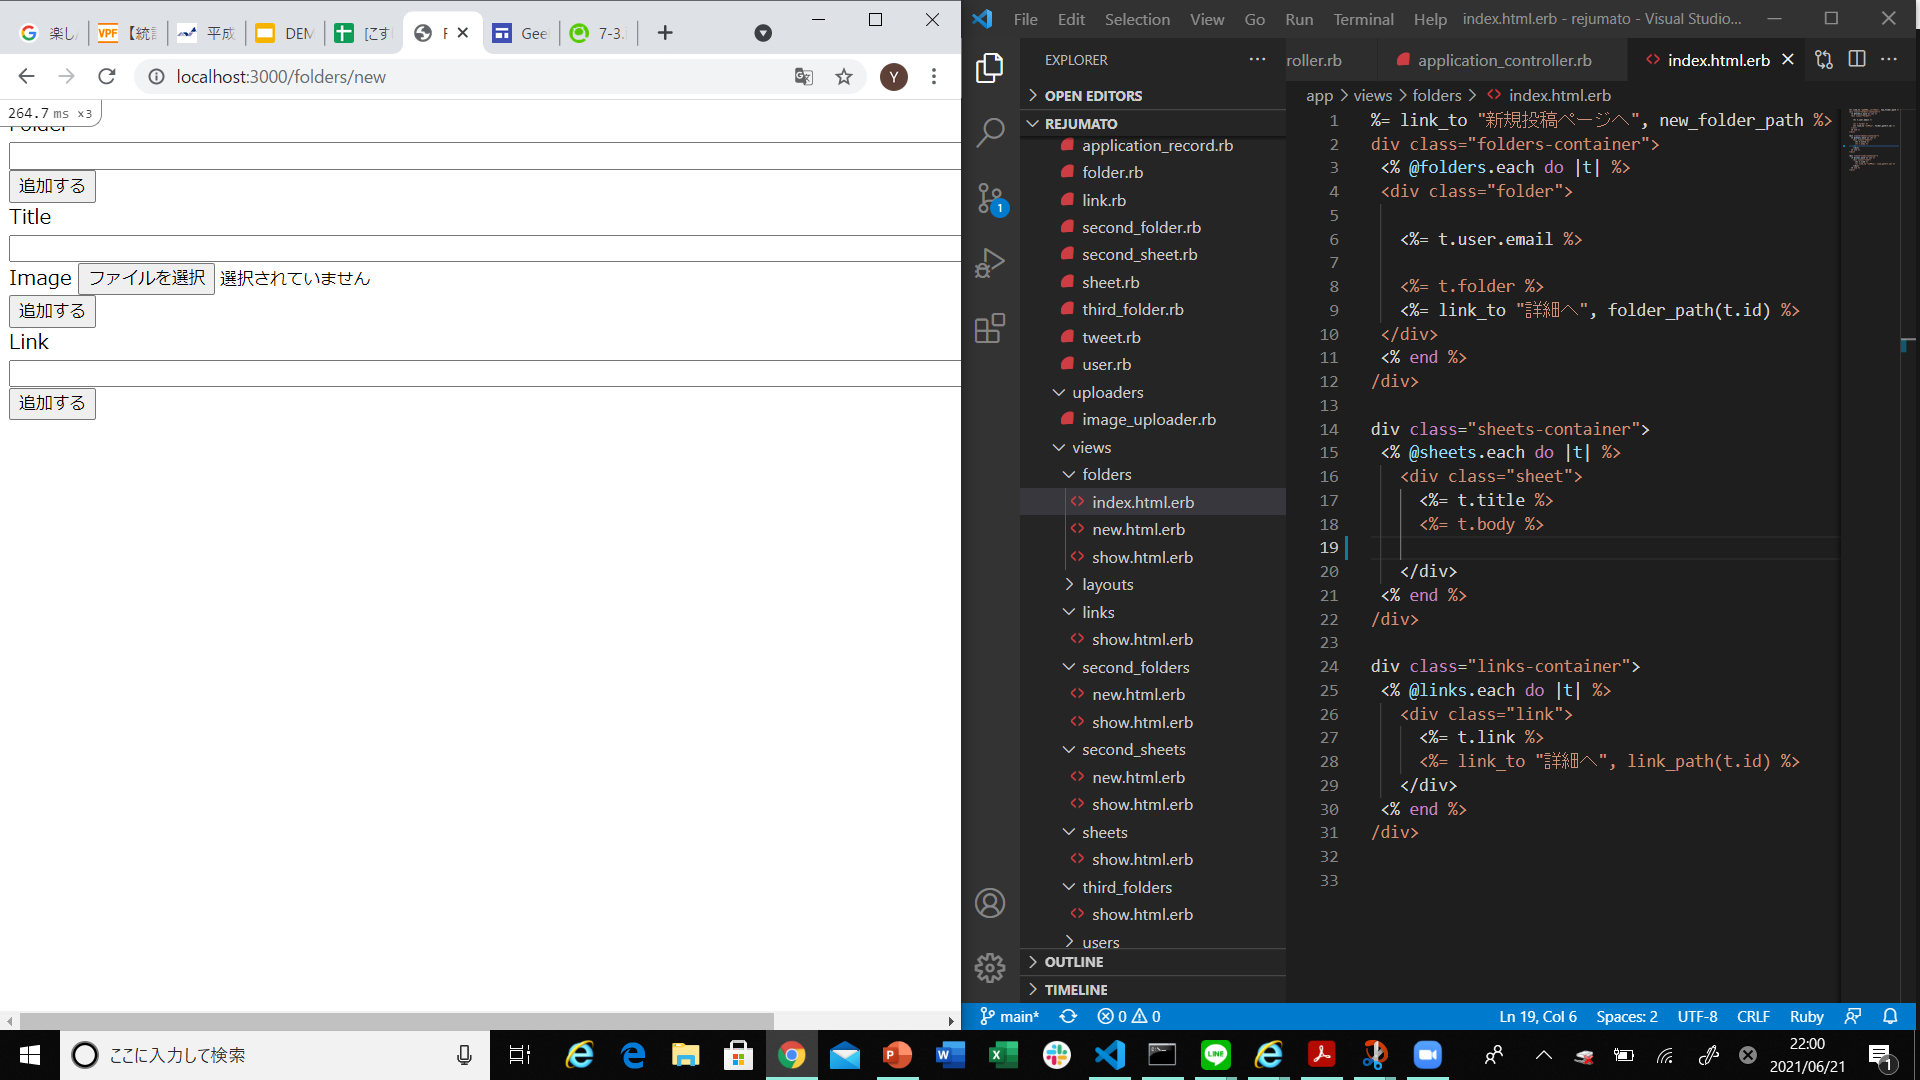 楽し
【統計
平成
DEM
[こすも
F
Geel
7-3.
localhost:3000/folders/new
Y
264.7 ms ×3
Folder
追加する
Title
Image ファイルを選択 選択されていません
追加する
Link
追加する
File Edit Selection View Go Run Terminal Help index.html.erb - rejumato - Visual Studio...
EXPLORER
OPEN EDITORS
REJUMATO
application_record.rb
folder.rb
link.rb
second_folder.rb
second_sheet.rb
sheet.rb
third_folder.rb
tweet.rb
user.rb
uploaders
image_uploader.rb
views
folders
index.html.erb
new.html.erb
show.html.erb
layouts
links
show.html.erb
second_folders
new.html.erb
show.html.erb
second_sheets
new.html.erb
show.html.erb
sheets
show.html.erb
third_folders
show.html.erb
users
OUTLINE
TIMELINE
1
roller.rb application_controller.rb index.html.erb
app > views > folders > index.html.erb
1 %= link_to "新規投稿ページへ", new_folder_path %>
2 div class="folders-container">
3 <% @folders.each do |t| %>
4 <div class="folder">
5
6 <%= t.user.email %>
7
8 <%= t.folder %>
9 <%= link_to "詳細へ", folder_path(t.id) %>
10 </div>
11 <% end %>
12 /div>
13
14 div class="sheets-container">
15 <% @sheets.each do |t| %>
16 <div class="sheet">
17 <%= t.title %>
18 <%= t.body %>
19
20 </div>
21 <% end %>
22 /div>
23
24 div class="links-container">
25 <% @links.each do |t| %>
26 <div class="link">
27 <%= t.link %>
28 <%= link_to "詳細へ", link_path(t.id) %>
29 </div>
30 <% end %>
31 /div>
32
33
main* 0 0 Ln 19, Col 6 Spaces: 2 UTF-8 CRLF Ruby
ここに入力して検索
22:00
2021/06/21
1